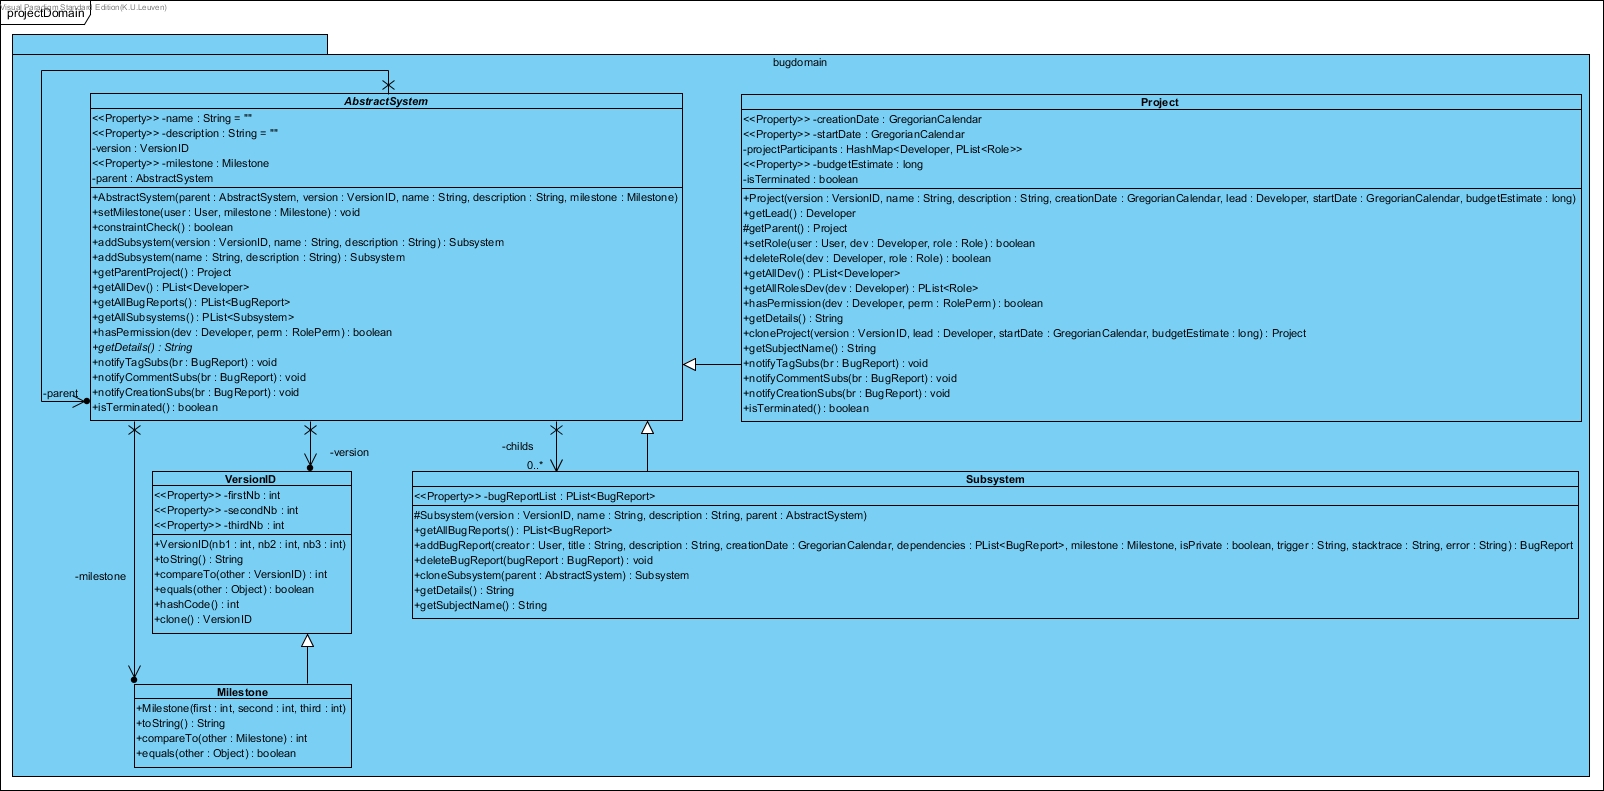 Visual Paradigm Standard Edition(K.U.Leuven)
projectDomain
bugdomain
AbstractSystem
<<Property>> -name : String = ""
<<Property>> -description : String = ""
-version : VersionID
<<Property>> -milestone : Milestone
-parent : AbstractSystem
+AbstractSystem(parent : AbstractSystem, version : VersionID, name : String, description : String, milestone : Milestone)
+setMilestone(user : User, milestone : Milestone) : void
+constraintCheck() : boolean
+addSubsystem(version : VersionID, name : String, description : String) : Subsystem
+addSubsystem(name : String, description : String) : Subsystem
+getParentProject() : Project
+getAllDev() : PList<Developer>
+getAllBugReports() : PList<BugReport>
+getAllSubsystems() : PList<Subsystem>
+hasPermission(dev : Developer, perm : RolePerm) : boolean
+getDetails() : String
+notifyTagSubs(br : BugReport) : void
+notifyCommentSubs(br : BugReport) : void
+notifyCreationSubs(br : BugReport) : void
+isTerminated() : boolean
-parent
Project
<<Property>> -creationDate : GregorianCalendar
<<Property>> -startDate : GregorianCalendar
-projectParticipants : HashMap<Developer, PList<Role>>
<<Property>> -budgetEstimate : long
-isTerminated : boolean
+Project(version : VersionID, name : String, description : String, creationDate : GregorianCalendar, lead : Developer, startDate : GregorianCalendar, budgetEstimate : long)
+getLead() : Developer
#getParent() : Project
+setRole(user : User, dev : Developer, role : Role) : boolean
+deleteRole(dev : Developer, role : Role) : boolean
+getAllDev() : PList<Developer>
+getAllRolesDev(dev : Developer) : PList<Role>
+hasPermission(dev : Developer, perm : RolePerm) : boolean
+getDetails() : String
+cloneProject(version : VersionID, lead : Developer, startDate : GregorianCalendar, budgetEstimate : long) : Project
+getSubjectName() : String
+notifyTagSubs(br : BugReport) : void
+notifyCommentSubs(br : BugReport) : void
+notifyCreationSubs(br : BugReport) : void
+isTerminated() : boolean
-version
-childs
0..*
VersionID
<<Property>> -firstNb : int
<<Property>> -secondNb : int
<<Property>> -thirdNb : int
+VersionID(nb1 : int, nb2 : int, nb3 : int)
+toString() : String
+compareTo(other : VersionID) : int
+equals(other : Object) : boolean
+hashCode() : int
+clone() : VersionID
-milestone
Subsystem
<<Property>> -bugReportList : PList<BugReport>
#Subsystem(version : VersionID, name : String, description : String, parent : AbstractSystem)
+getAllBugReports() : PList<BugReport>
+addBugReport(creator : User, title : String, description : String, creationDate : GregorianCalendar, dependencies : PList<BugReport>, milestone : Milestone, isPrivate : boolean, trigger : String, stacktrace : String, error : String) : BugReport
+deleteBugReport(bugReport : BugReport) : void
+cloneSubsystem(parent : AbstractSystem) : Subsystem
+getDetails() : String
+getSubjectName() : String
Milestone
+Milestone(first : int, second : int, third : int)
+toString() : String
+compareTo(other : Milestone) : int
+equals(other : Object) : boolean